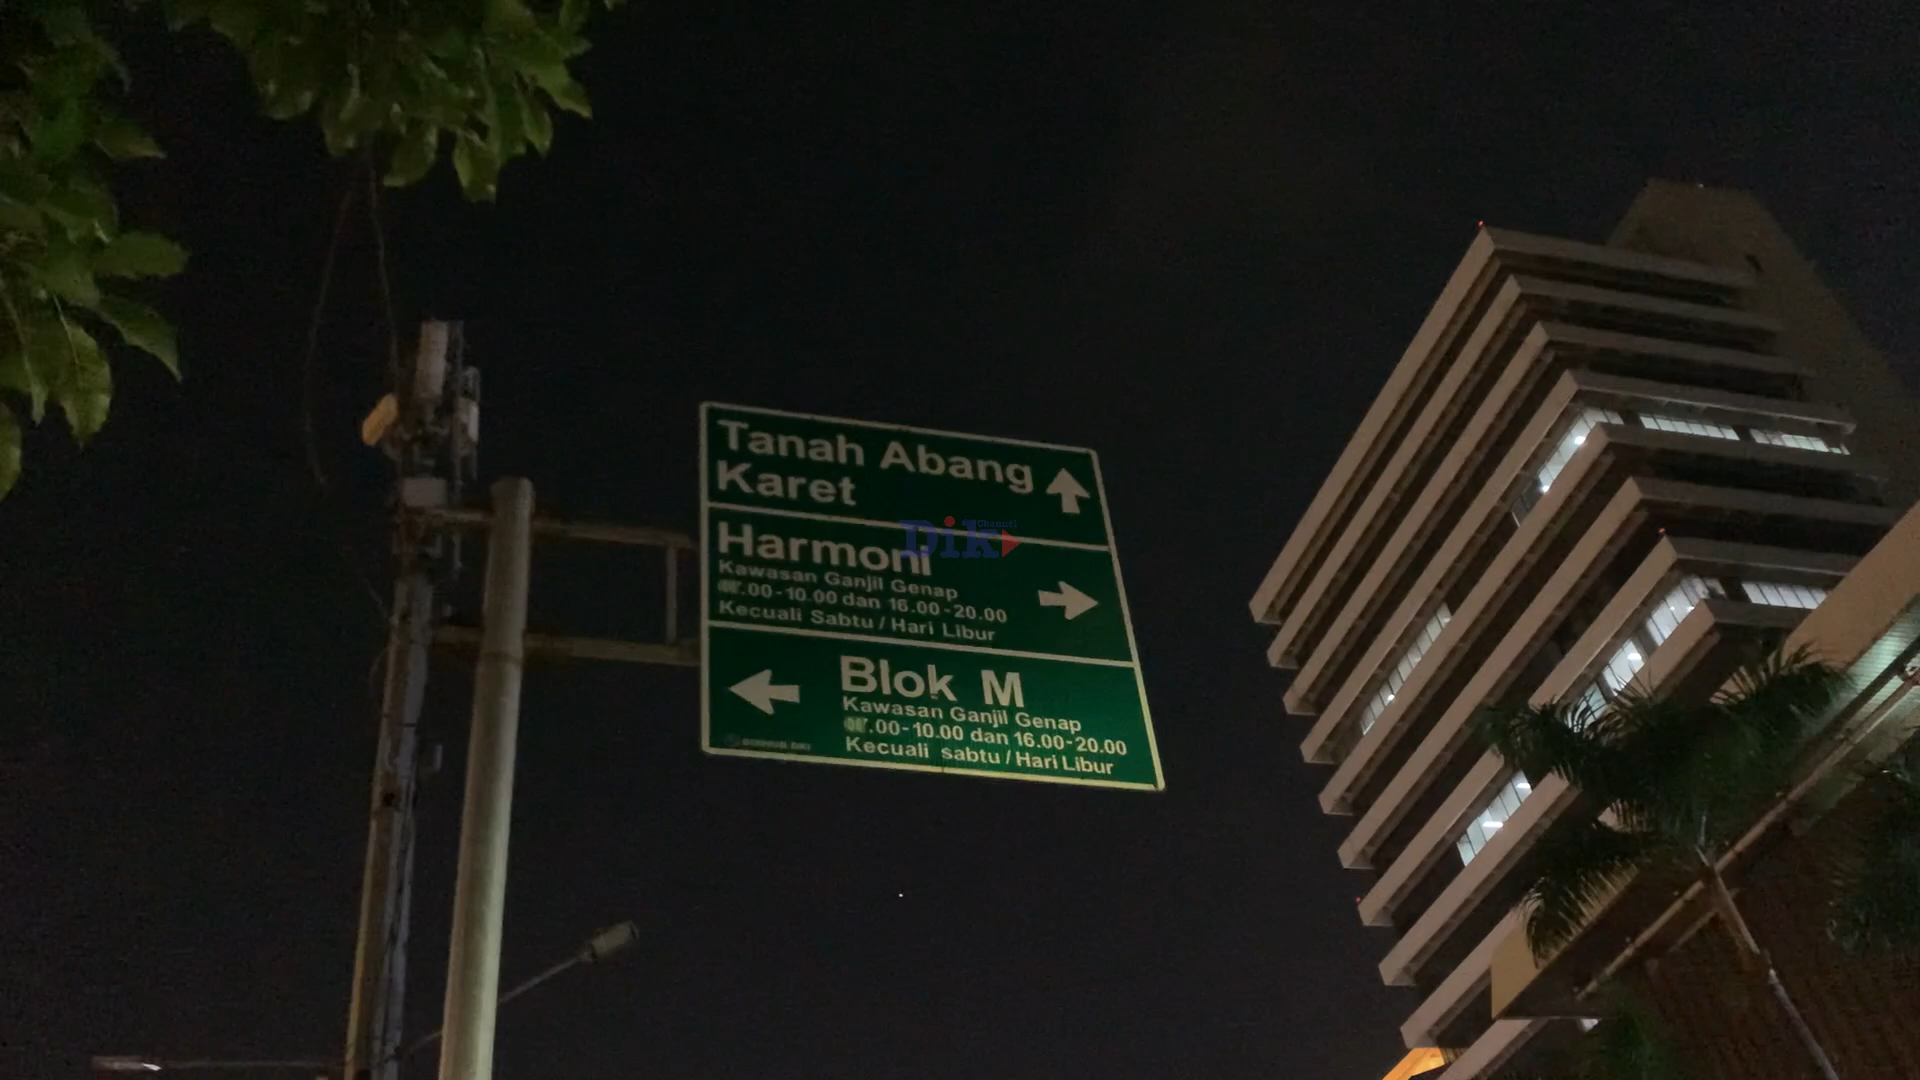 Tanah Abang
Karet
Harmoni
Kawasan Ganjil Genap
.00-10.00 dan 16.00-20.00
Kecuali Sabtu / Hari Libur
Blok M
Kawasan Ganjil Genap
.00-10.00 dan 16.00-20.00
Kecuali sabtu / Hari Libur
Dik